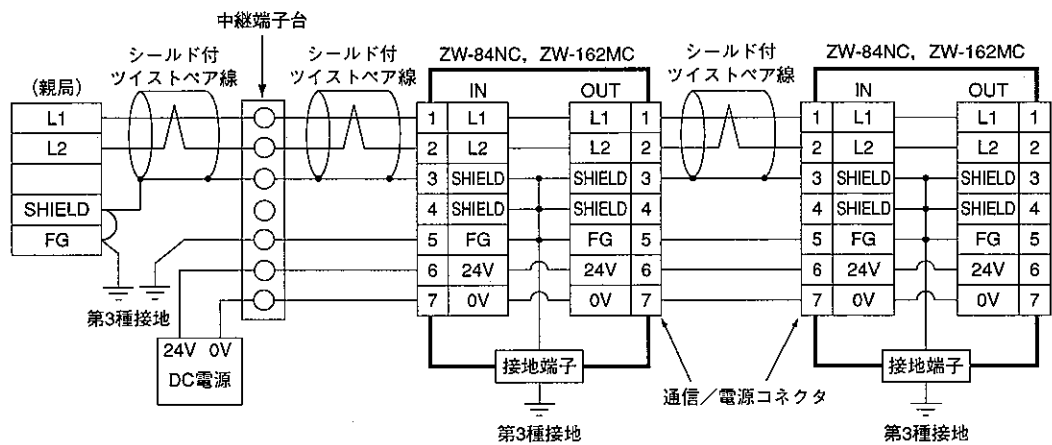 中継端子台
シールド付
ツイストペア線
シールド付
ツイストペア線
ZW-84NC, ZW-162MC
シールド付
ツイストペア線
ZW-84NC, ZW-162MC
(親局)
L1
L2
SHIELD
FG
第3種接地
24V 0V
DC電源
IN OUT
1 L1 L1 1
2 L2 L2 2
3 SHIELD SHIELD 3
4 SHIELD SHIELD 4
5 FG FG 5
6 24V 24V 6
7 0V 0V 7
接地端子
第3種接地
通信/電源コネクタ
IN OUT
1 L1 L1 1
2 L2 L2 2
3 SHIELD SHIELD 3
4 SHIELD SHIELD 4
5 FG FG 5
6 24V 24V 6
7 0V 0V 7
接地端子
第3種接地